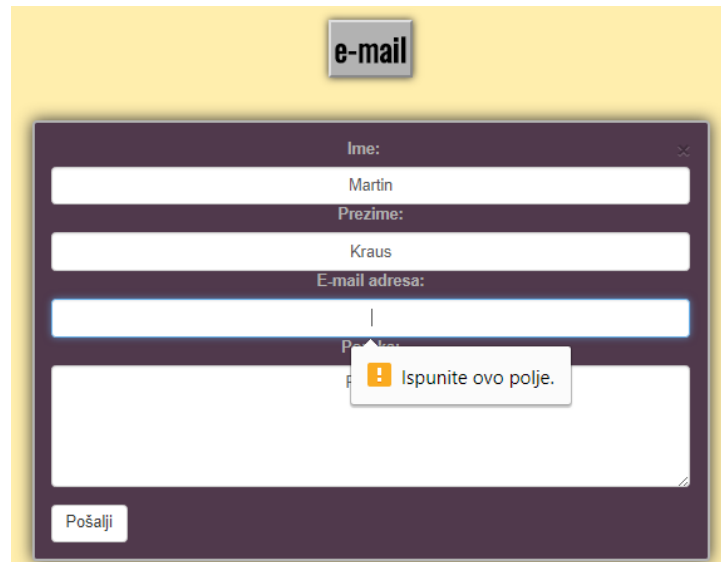 e-mail
Ime:
×
Martin
Prezime:
Kraus
E-mail adresa:
Ispunite ovo polje.
Pošalji